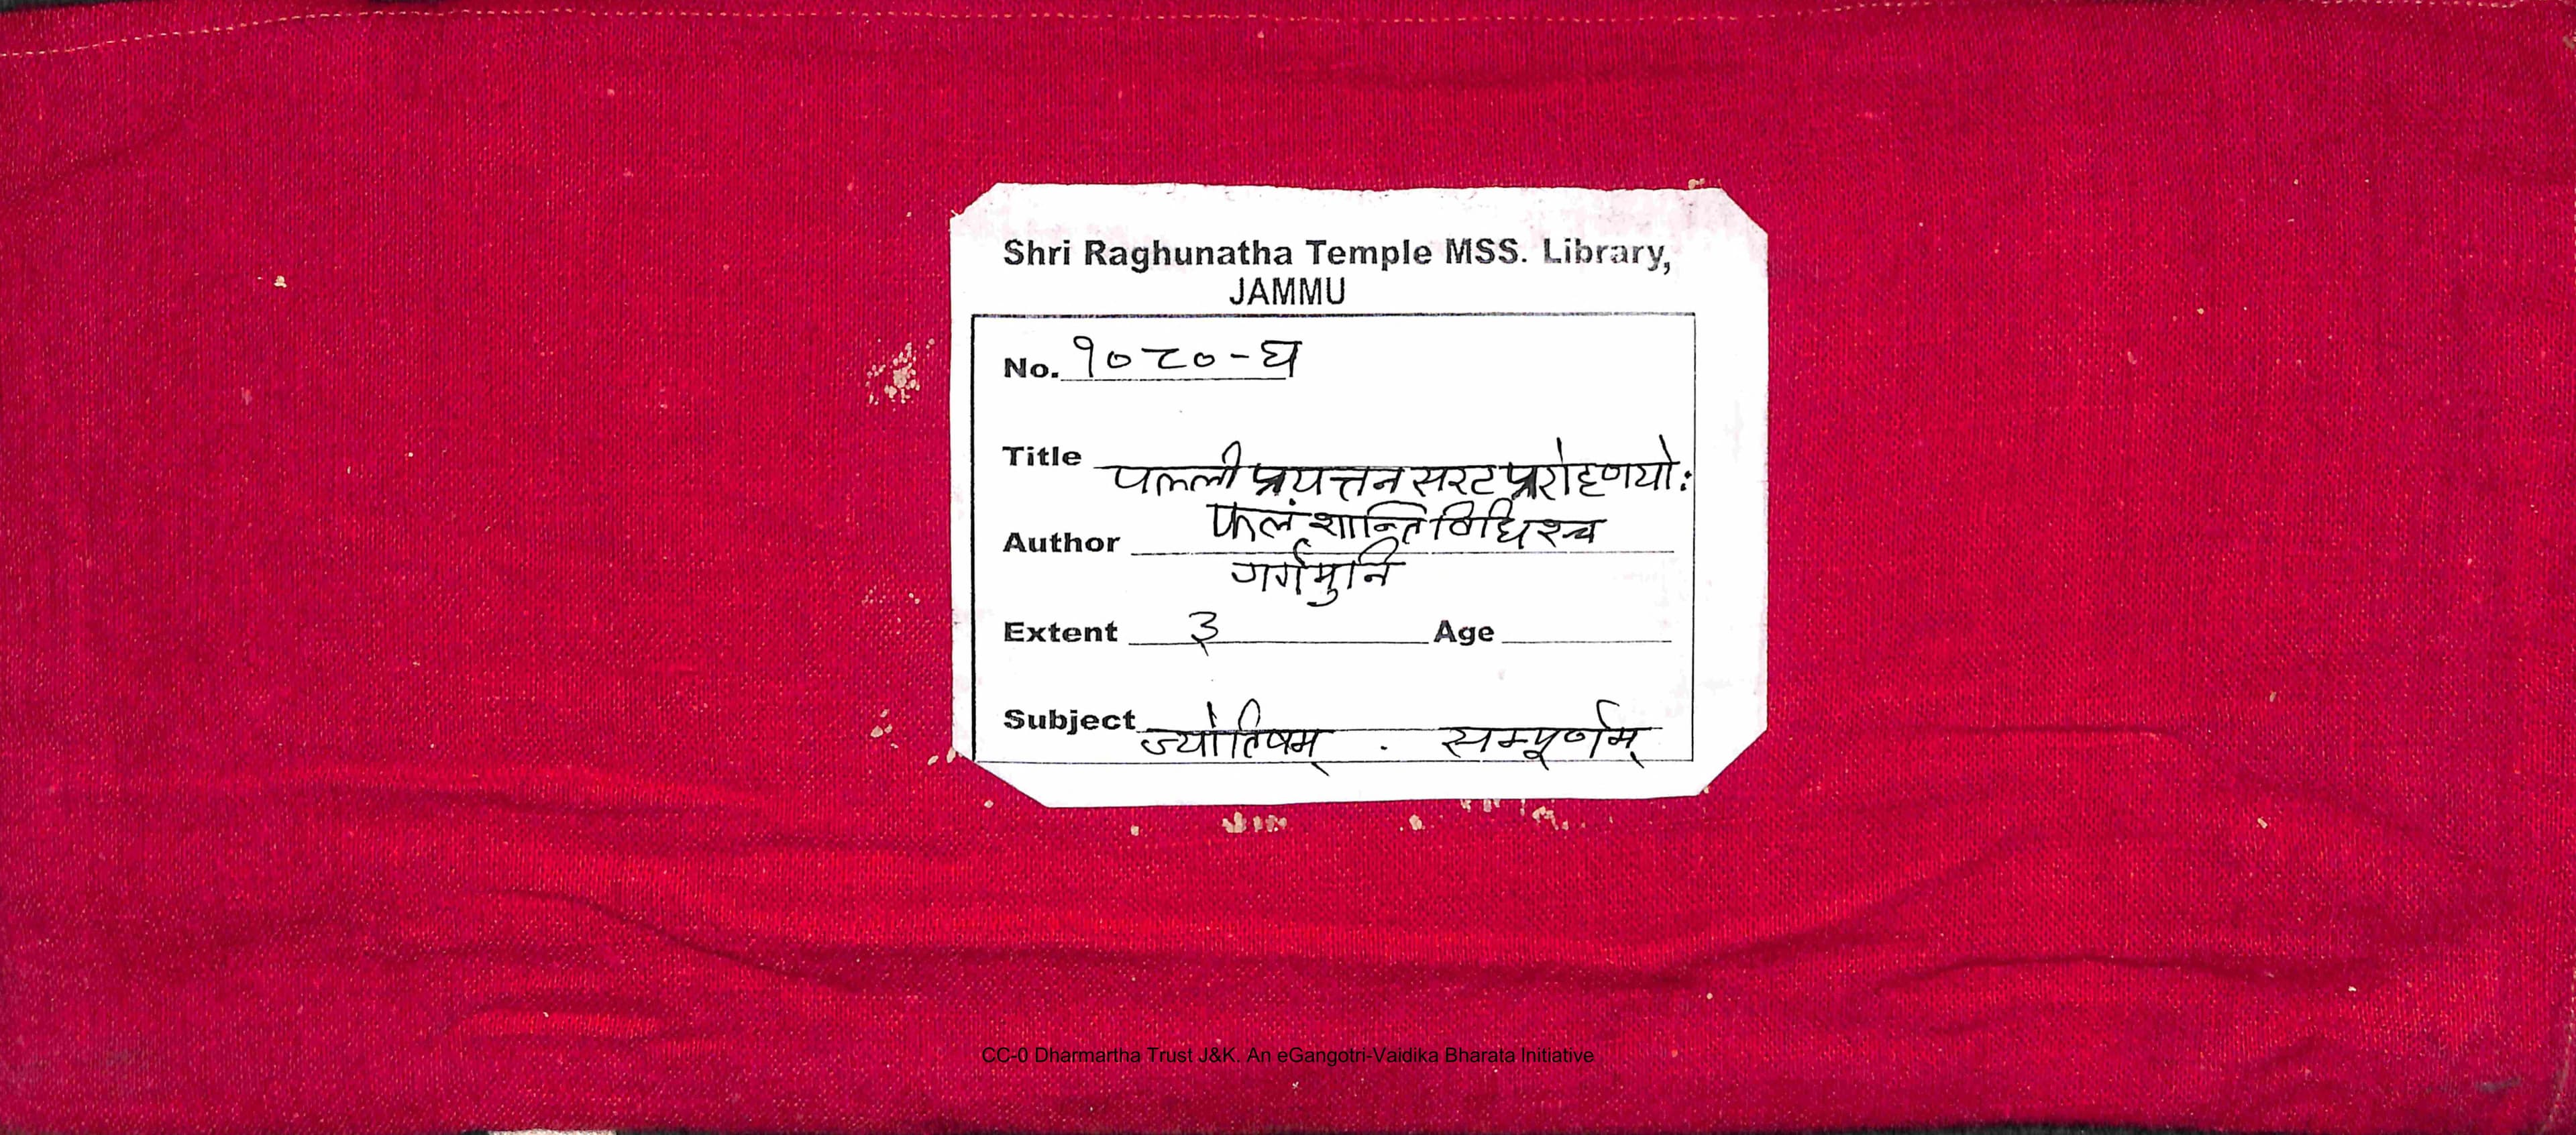 Shri Raghunatha Temple MSS. Library,
JAMMU
No. १०८०-घ
Title पल्ली प्रयत्तन सरट प्ररोहणयोः
फलं शान्ति विधिश्च
Author
गर्गमुनि
Extent ३ Age
Subject ज्योतिषम् . सम्पूर्णम्
CC-0 Dharmartha Trust J&K. An eGangotri-Vaidika Bharata Initiative